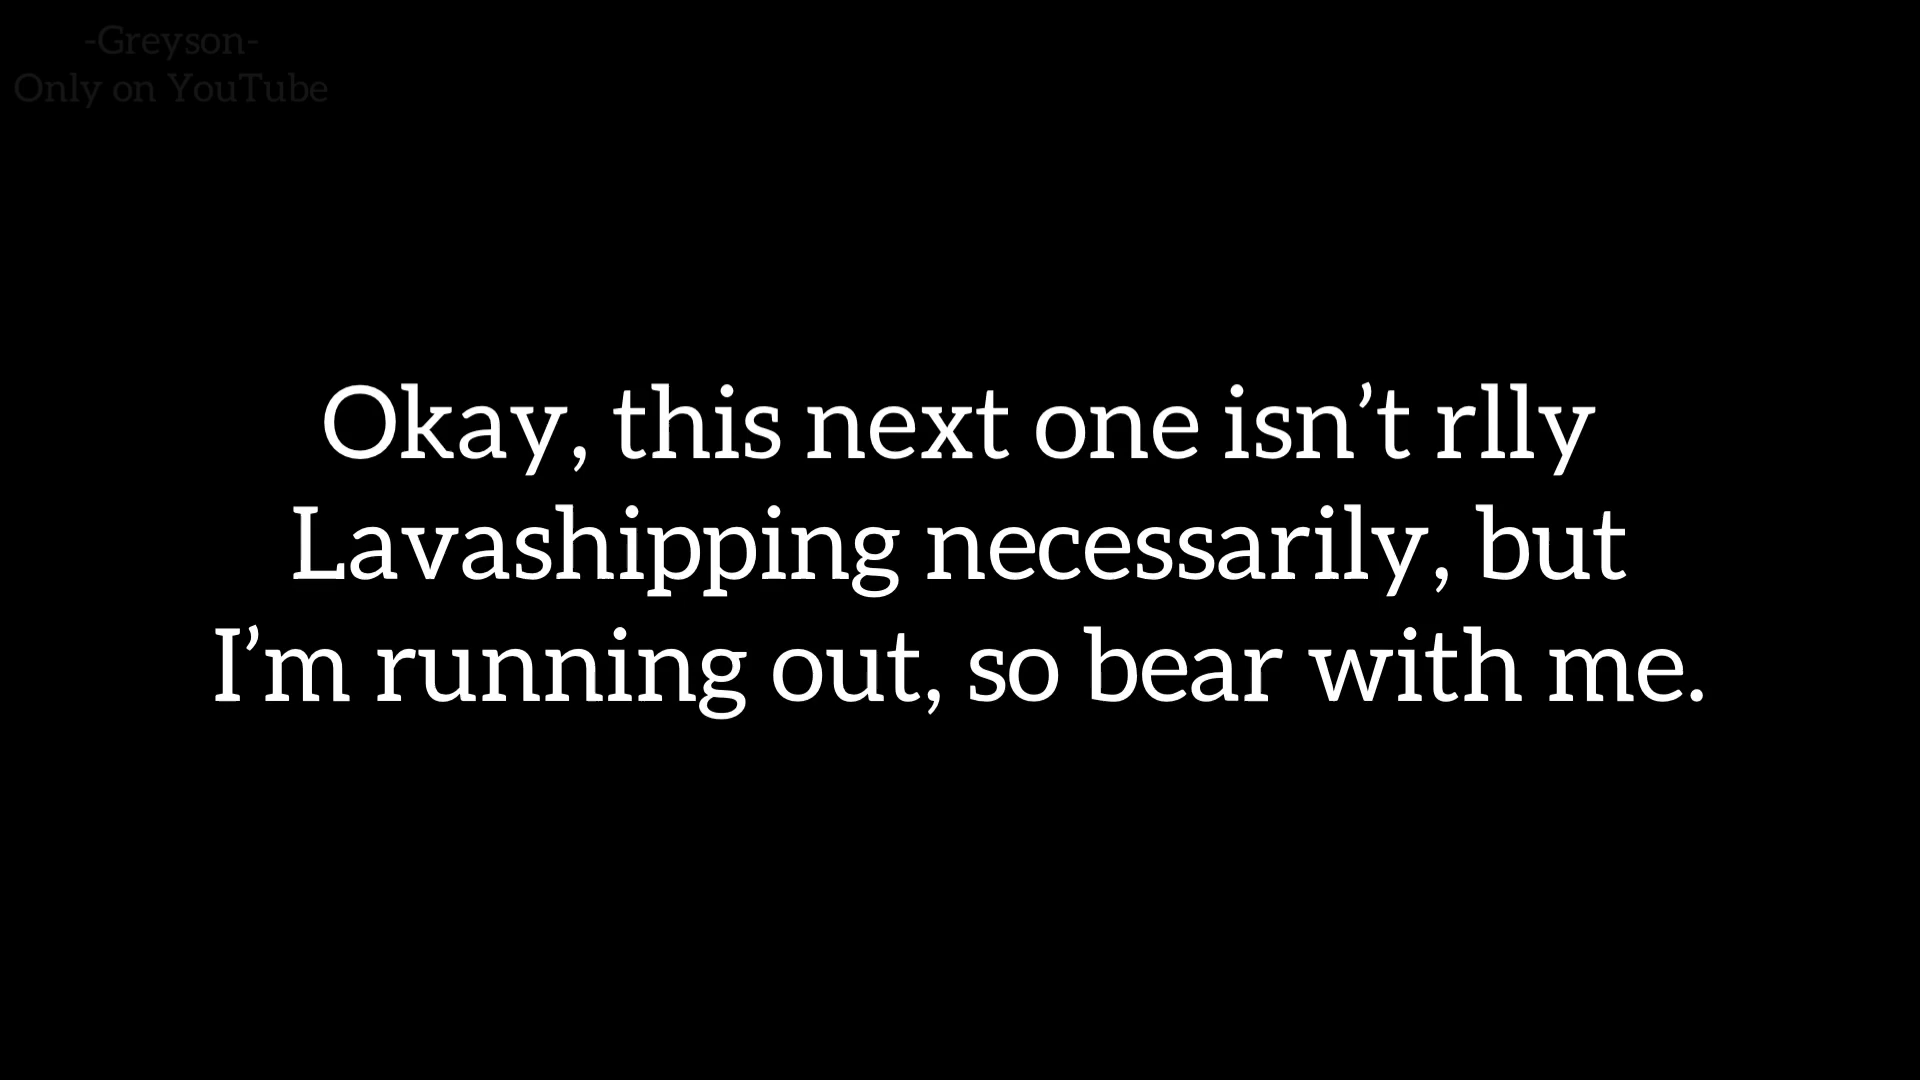 -Greyson-
Only on YouTube
Okay, this next one isn’t rlly
Lavashipping necessarily, but
I’m running out, so bear with me.